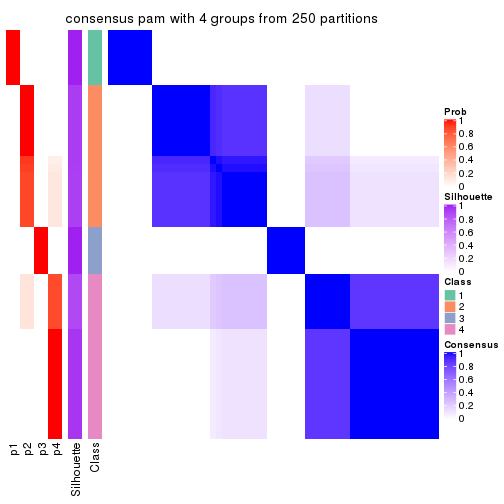 consensus pam with 4 groups from 250 partitions
Prob
1
0.8
0.6
0.4
0.2
0
Silhouette
1
0.8
0.6
0.4
0.2
0
Class
1
2
3
4
Consensus
1
0.8
0.6
0.4
0.2
0
p1
p2
p3
p4
Silhouette
Class